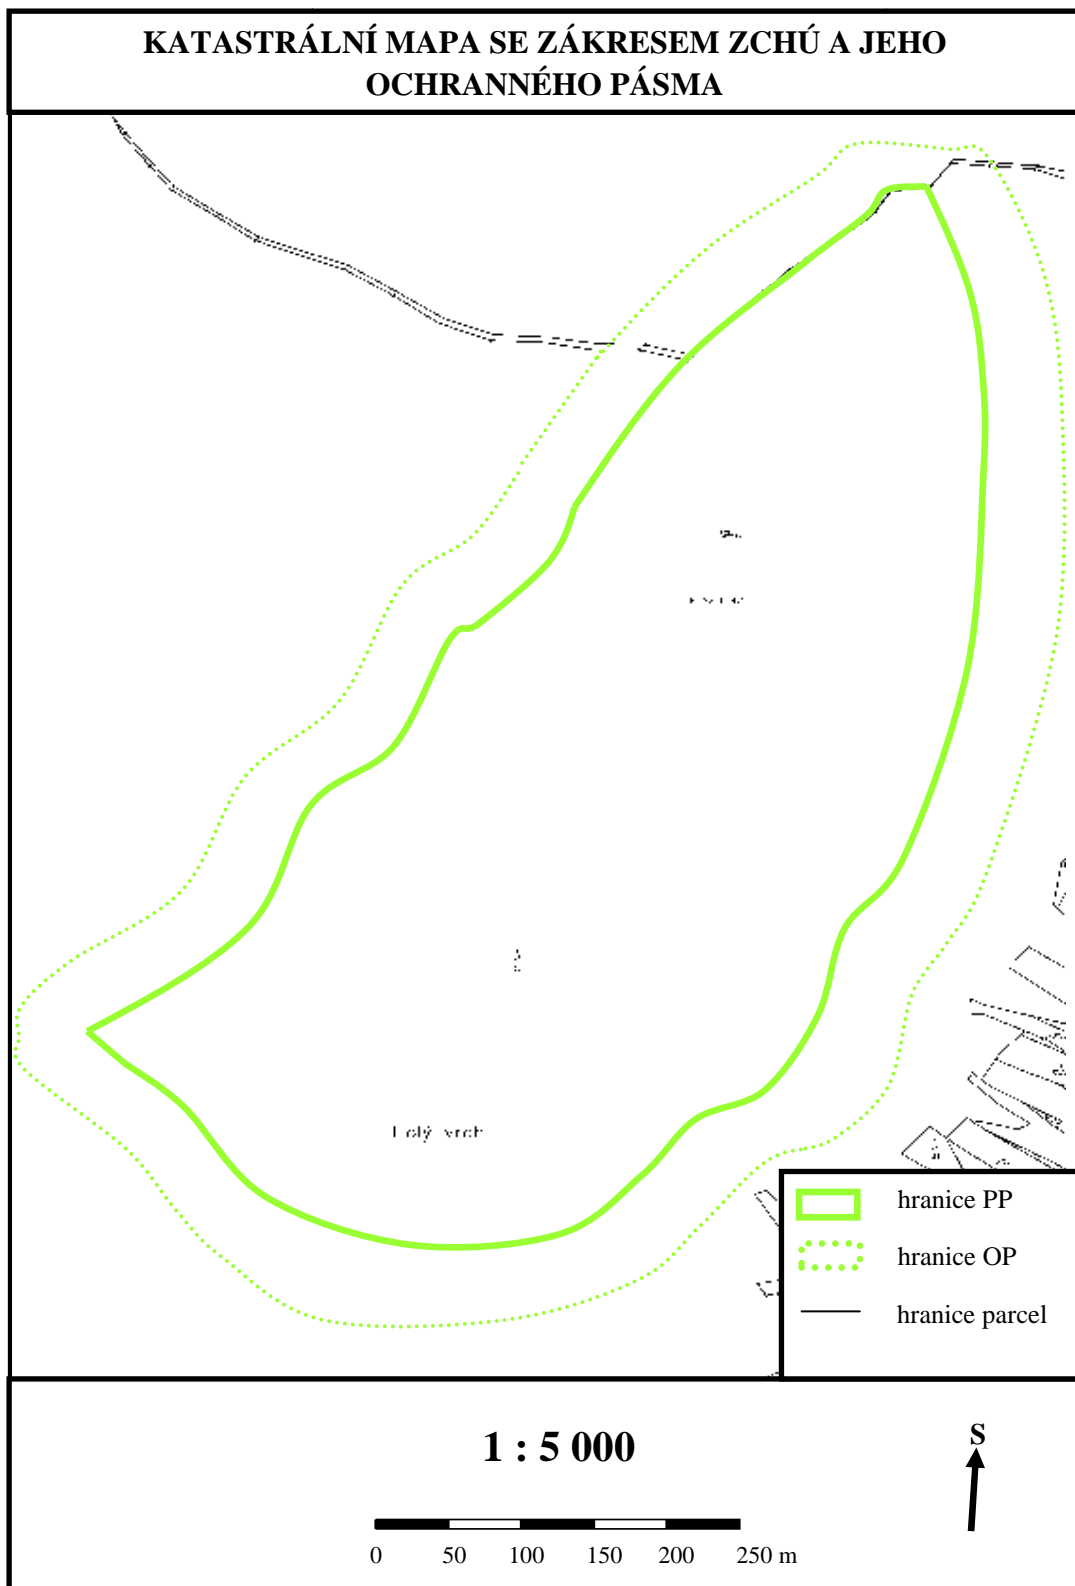 KATASTRÁLNÍ MAPA SE ZÁKRESEM ZCHÚ A JEHO
OCHRANNÉHO PÁSMA
vrch
hranice PP
hranice OP
hranice parcel
1 : 5 000
S
0 50 100 150 200 250 m